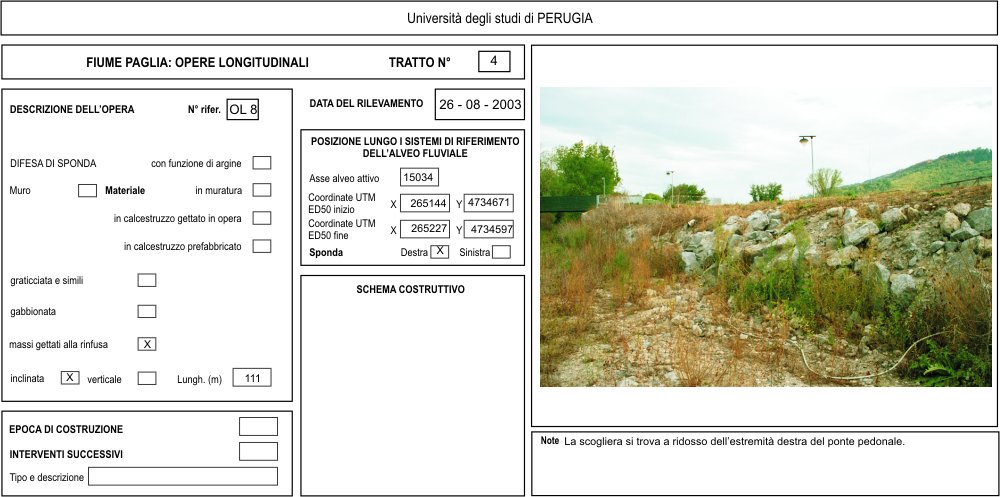 Università degli studi di PERUGIA
FIUME PAGLIA: OPERE LONGITUDINALI TRATTO N° 4
DESCRIZIONE DELL'OPERA N° rifer. OL 8
DIFESA DI SPONDA con funzione di argine
Muro Materiale in muratura
in calcestruzzo gettato in opera
in calcestruzzo prefabbricato
graticciata e simili
gabbionata
massi gettati alla rinfusa X
inclinata X verticale Lungh. (m) 111
EPOCA DI COSTRUZIONE
INTERVENTI SUCCESSIVI
Tipo e descrizione
DATA DEL RILEVAMENTO 26 - 08 - 2003
POSIZIONE LUNGO I SISTEMI DI RIFERIMENTO
DELL'ALVEO FLUVIALE
Asse alveo attivo 15034
Coordinate UTM
ED50 inizio X 265144 Y 4734671
Coordinate UTM
ED50 fine X 265227 Y 4734597
Sponda Destra X Sinistra
SCHEMA COSTRUTTIVO
Note La scogliera si trova a ridosso dell'estremità destra del ponte pedonale.